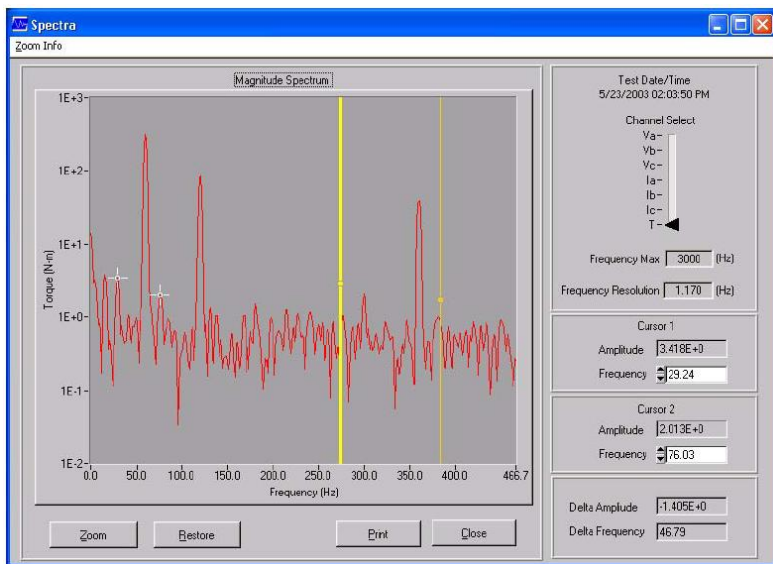 Spectra
Zoom Info
Magnitude Spectrum
1E+3
1E+2
1E+1
1E+0
1E-1
1E-2
Torque (N-n)
0.0 50.0 100.0 150.0 200.0 250.0 300.0 350.0 400.0 466.7
Frequency (Hz)
Zoom Restore Print Close
Test Date/Time
5/23/2003 02:03:50 PM
Channel Select
Va-
Vb-
Vc-
Ia-
Ib-
Ic-
T-
Frequency Max 3000 (Hz)
Frequency Resolution 1.170 (Hz)
Cursor 1
Amplitude 3.418E+0
Frequency 29.24
Cursor 2
Amplitude 2.013E+0
Frequency 76.03
Delta Ampliude -1.405E+0
Delta Frequency 46.79